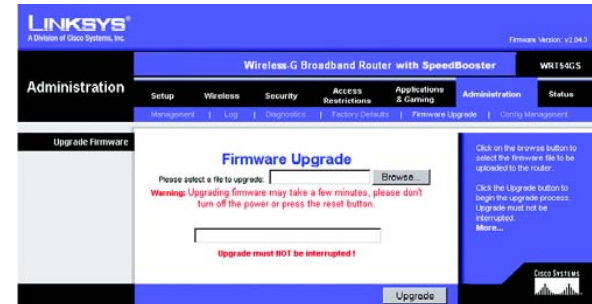 LINKSYS®
A Division of Cisco Systems, Inc.
Firmware Version: v2.04.3
Wireless-G Broadband Router with SpeedBooster
WRT54GS
Administration
Setup
Wireless
Security
Access Restrictions
Applications & Gaming
Administration
Status
Management | Log | Diagnostics | Factory Defaults | Firmware Upgrade | Config Management
Upgrade Firmware
Firmware Upgrade
Please select a file to upgrade:
Browse...
Warning: Upgrading firmware may take a few minutes, please don't
turn off the power or press the reset button.
Upgrade must NOT be interrupted !
Click on the browse button to
select the firmware file to be
uploaded to the router.
Click the Upgrade button to
begin the upgrade process.
Upgrade must not be
interrupted.
More...
Upgrade
CISCO SYSTEMS